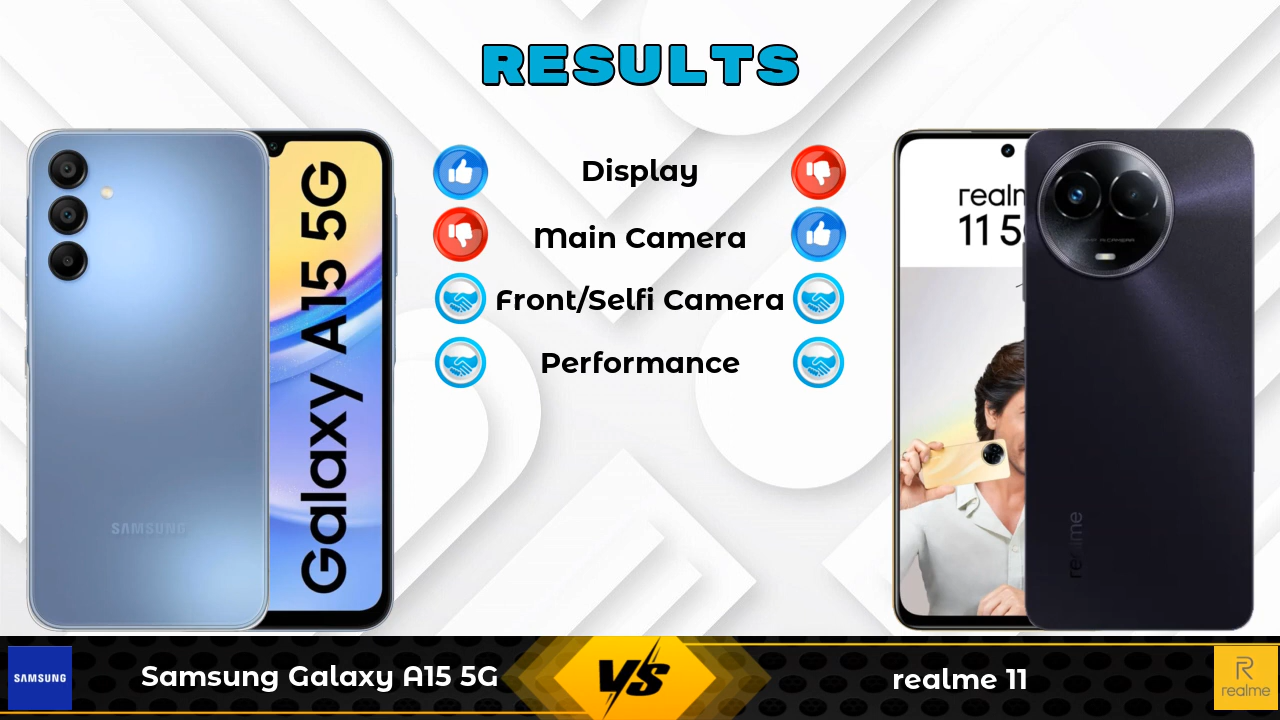 RESULTS
Display
Main Camera
Front/Selfi Camera
Performance
SAMSUNG
Galaxy A15 5G
realm
11 5G
realme
SAMSUNG
Samsung Galaxy A15 5G
VS
realme 11
R
realme